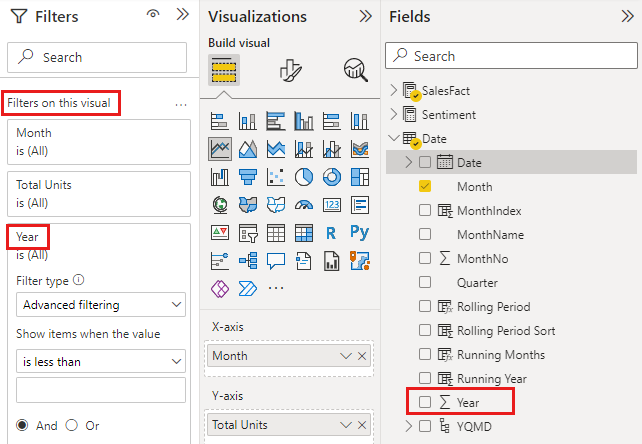 Filters
Search
Filters on this visual
...
Month
is (All)
Total Units
is (All)
Year
is (All)
Filter type
Advanced filtering
Show items when the value
is less than
And
Or
Visualizations
Build visual
123
R
Py
...
X-axis
Month
Y-axis
Total Units
Fields
Search
SalesFact
Sentiment
Date
Date
Month
MonthIndex
MonthName
MonthNo
Quarter
Rolling Period
Rolling Period Sort
Running Months
Running Year
Year
YQMD